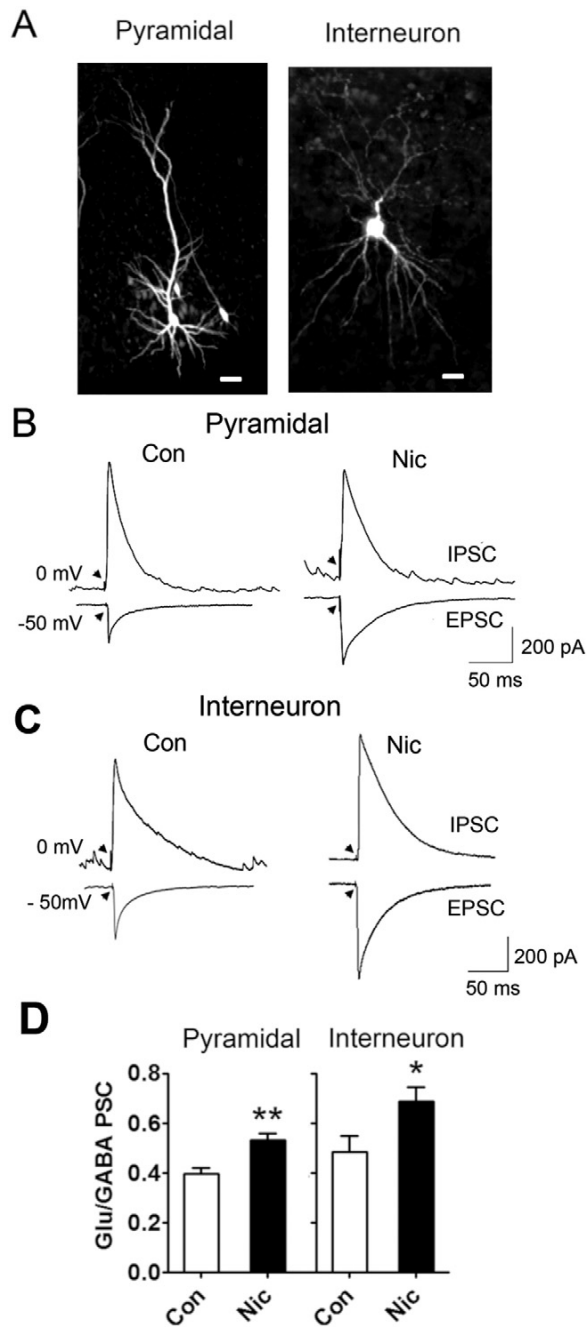 A
Pyramidal Interneuron
B
Pyramidal
Con Nic
0 mV IPSC
-50 mV EPSC
200 pA
50 ms
C
Interneuron
Con Nic
0 mV IPSC
- 50mV EPSC
200 pA
50 ms
D
Pyramidal Interneuron
Glu/GABA PSC
0.8
** *
0.6
0.4
0.2
0.0
Con Nic Con Nic